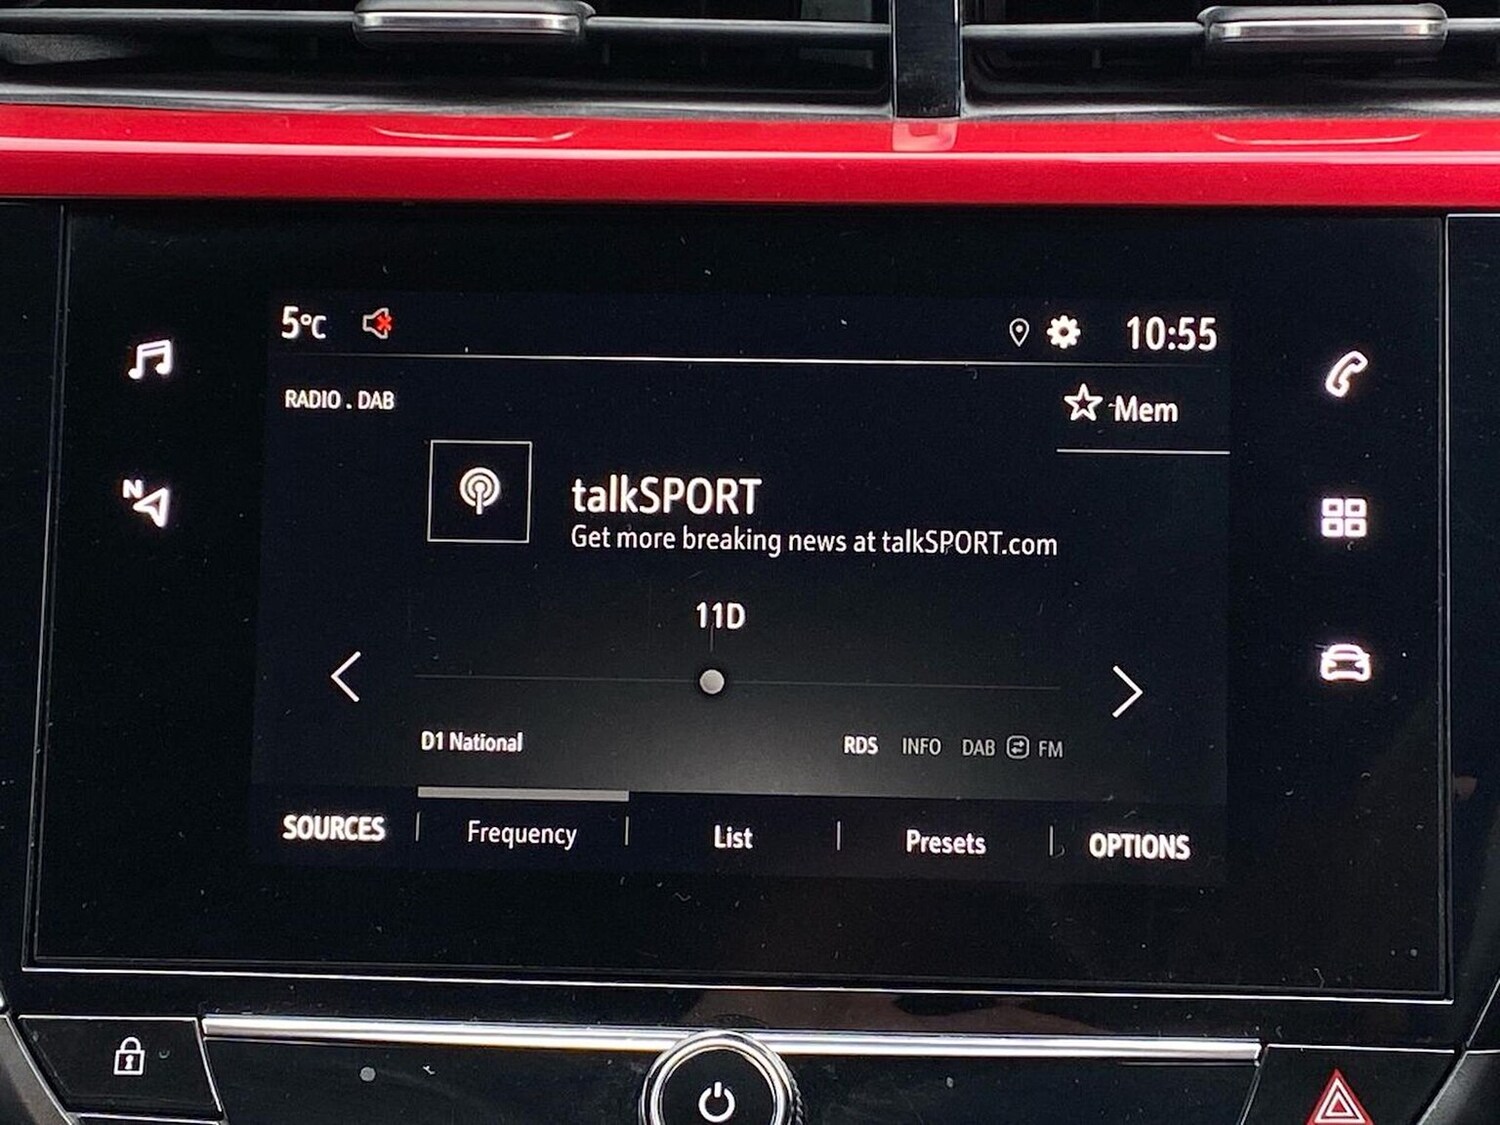 5°C
10:55
RADIO . DAB
Mem
talkSPORT
Get more breaking news at talkSPORT.com
N
11D
D1 National
RDS INFO DAB FM
SOURCES Frequency List Presets OPTIONS